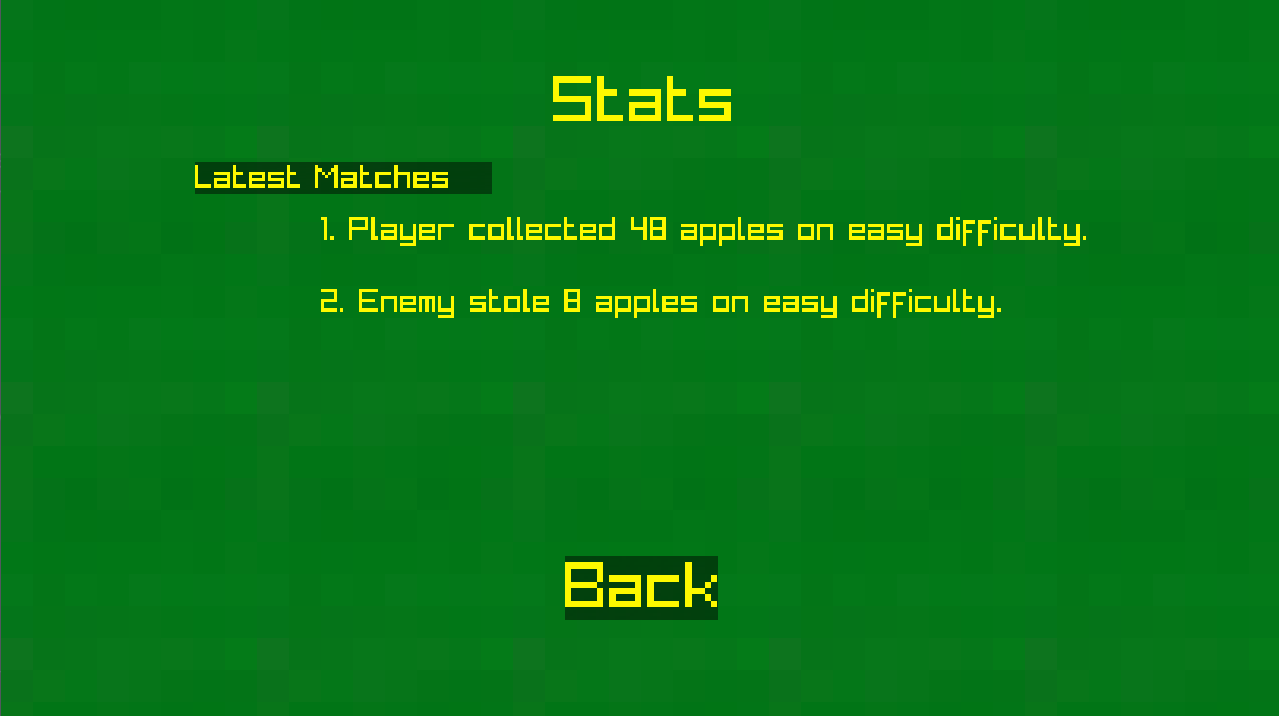 Stats
Latest Matches
1. Player collected 48 apples on easy difficulty.
2. Enemy stole 8 apples on easy difficulty.
Back